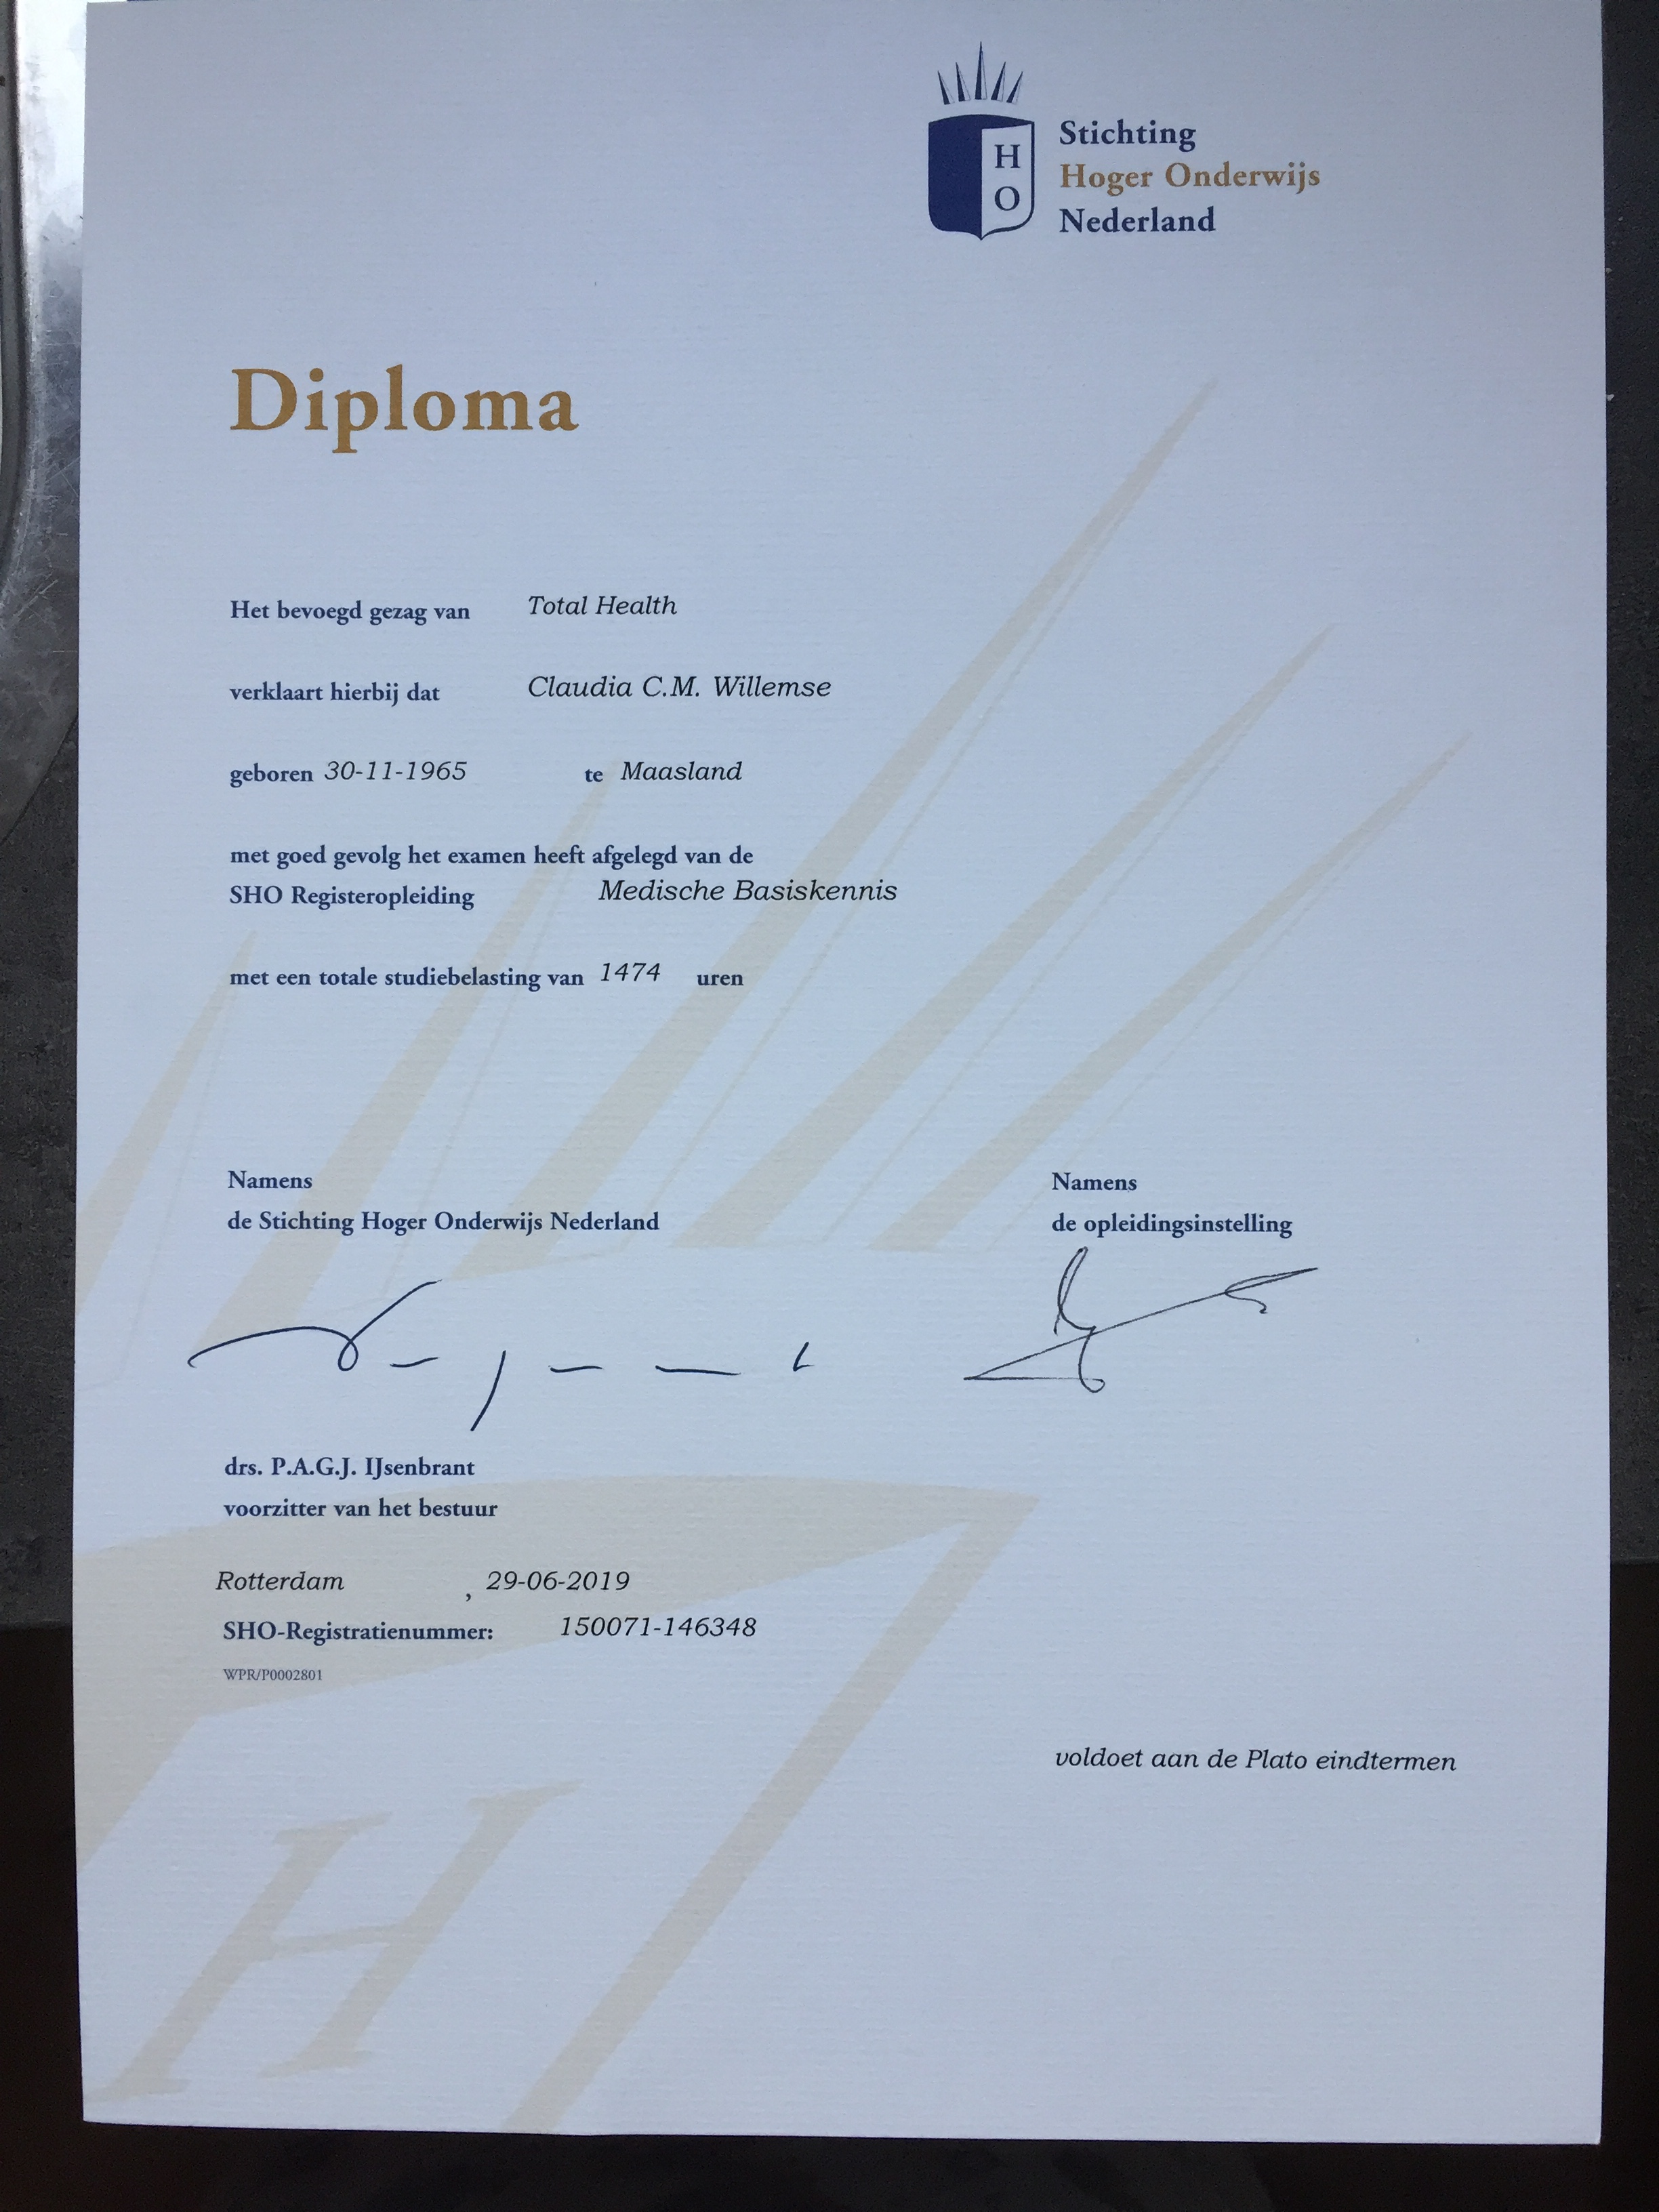 H
O
Stichting
Hoger Onderwijs
Nederland
Diploma
Het bevoegd gezag van Total Health
verklaart hierbij dat Claudia C.M. Willemse
geboren 30-11-1965 te Maasland
met goed gevolg het examen heeft afgelegd van de
SHO Registeropleiding Medische Basiskennis
met een totale studiebelasting van 1474 uren
Namens
de Stichting Hoger Onderwijs Nederland
Namens
de opleidingsinstelling
drs. P.A.G.J. IJsenbrant
voorzitter van het bestuur
Rotterdam , 29-06-2019
SHO-Registratienummer: 150071-146348
WPR/P0002801
voldoet aan de Plato eindtermen
H